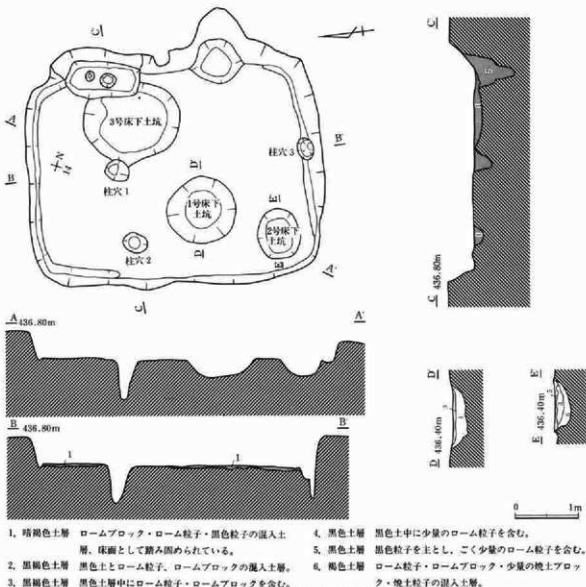 C'
3号床下土坑
A
B
N
14
柱穴 1
柱穴 2
D'
1号床下
土坑
D
E'
2号床下
土坑
E
柱穴 3
B'
A'
C
C'
C 436.80m
A 436.80m
A'
B 436.80m
B'
1
1
D'
D 436.40m
E'
E 436.40m
0 1m
1. 暗褐色土層 ロームブロック・ローム粒子・黒色粒子の混入土
層、床面として踏み固められている。
2. 黒褐色土層 黒色土とローム粒子、ロームブロックの混入土層。
3. 黒褐色土層 黒色土層中にローム粒子・ロームブロックを含む。
4. 黒色土層 黒色土中に少量のローム粒子を含む。
5. 黒色土層 黒色粒子を主とし、ごく少量のローム粒子を含む。
6. 褐色土層 ローム粒子・ロームブロック・少量の焼土ブロッ
ク・焼土粒子の混入土層。